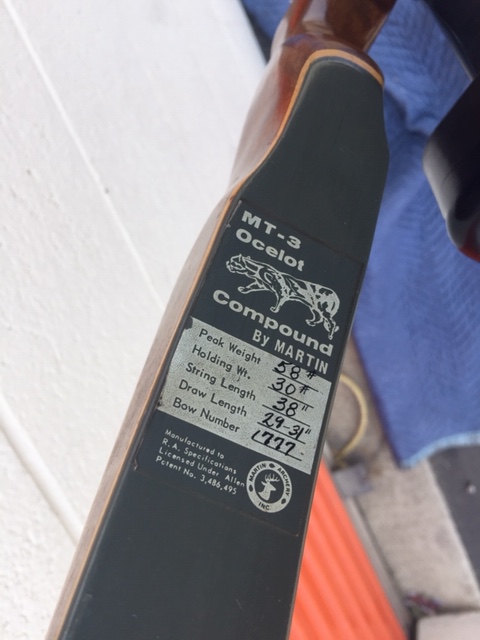 MT-3
Ocelot
Compound
By MARTIN
Peak Weight 58#
Holding Wt. 30#
String Length 38"
Draw Length 29-31"
Bow Number 1777
Manufactured to
R. A. Specifications
Licensed Under Allen
Patent No. 3,486,495
MARTIN ARCHERY INC.